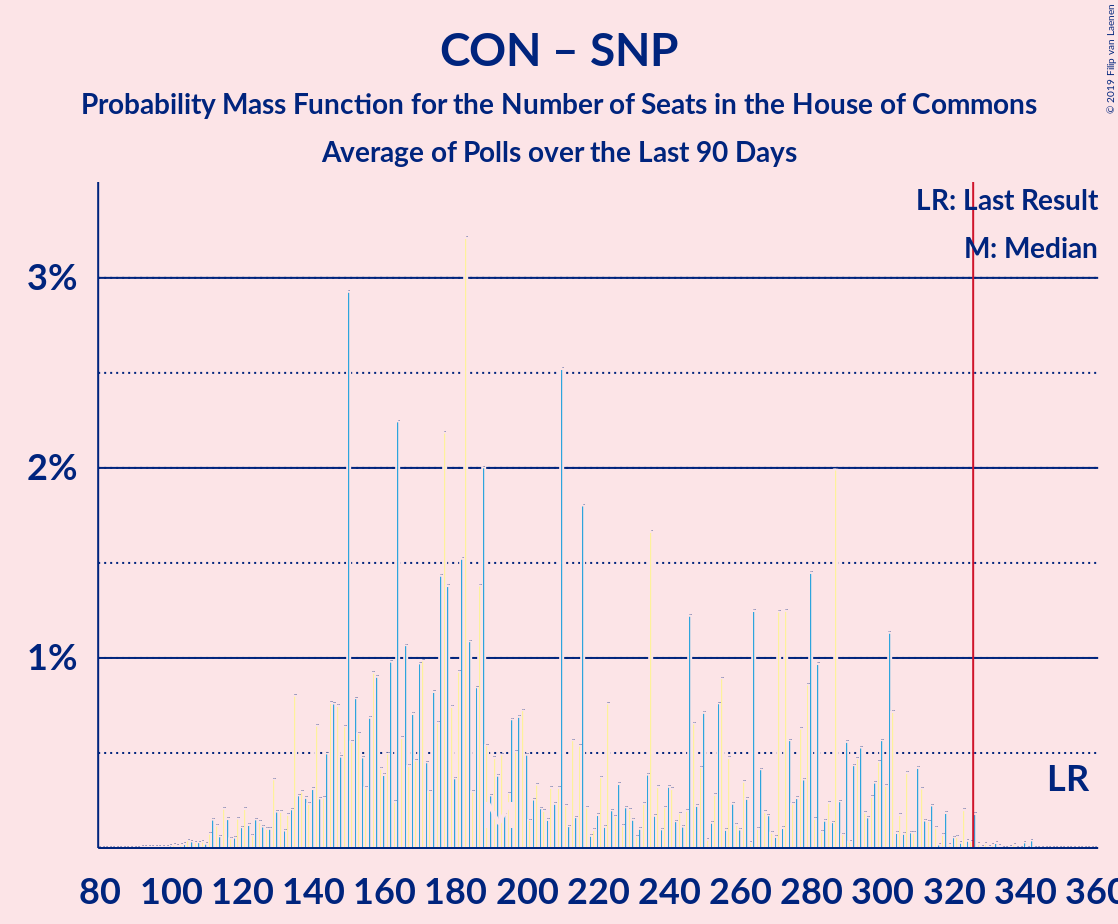 CON – SNP
Probability Mass Function for the Number of Seats in the House of Commons
Average of Polls over the Last 90 Days
© 2019 Filip van Laenen
LR: Last Result
M: Median
3%
2%
1%
LR
80 100 120 140 160 180 200 220 240 260 280 300 320 340 360